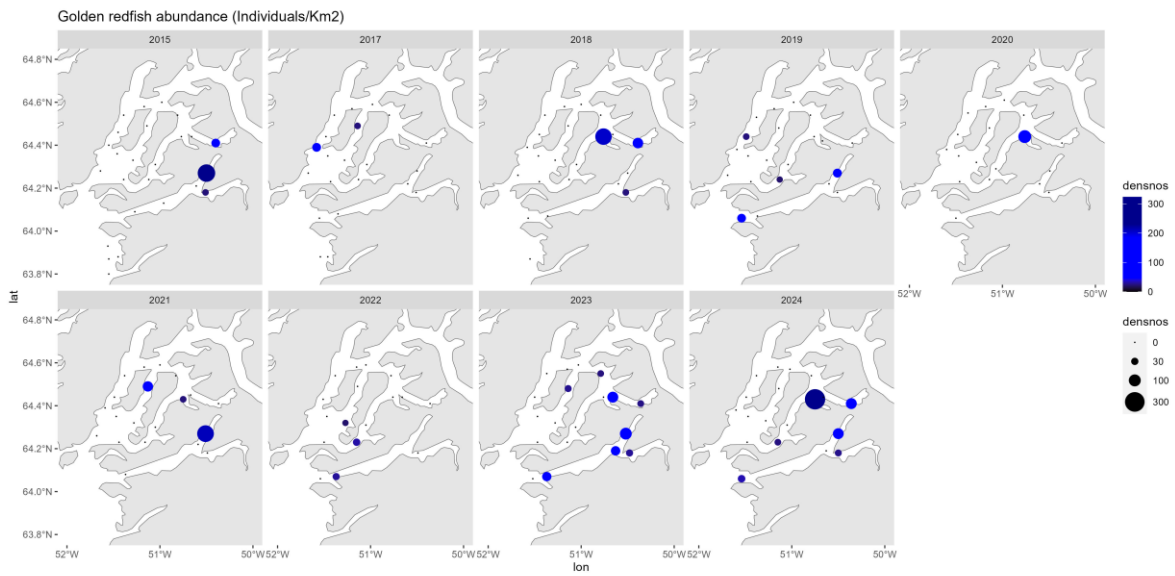 Golden redfish abundance (Individuals/Km2)
2015 2017 2018 2019 2020
64.8°N
64.6°N
64.4°N
64.2°N
64.0°N
63.8°N
52°W 51°W 50°W
densnos
300
200
100
0
lat
2021 2022 2023 2024
64.8°N
64.6°N
64.4°N
64.2°N
64.0°N
63.8°N
densnos
0
30
100
300
52°W 51°W 50°W 52°W 51°W 50°W 52°W 51°W 50°W 52°W 51°W 50°W
lon